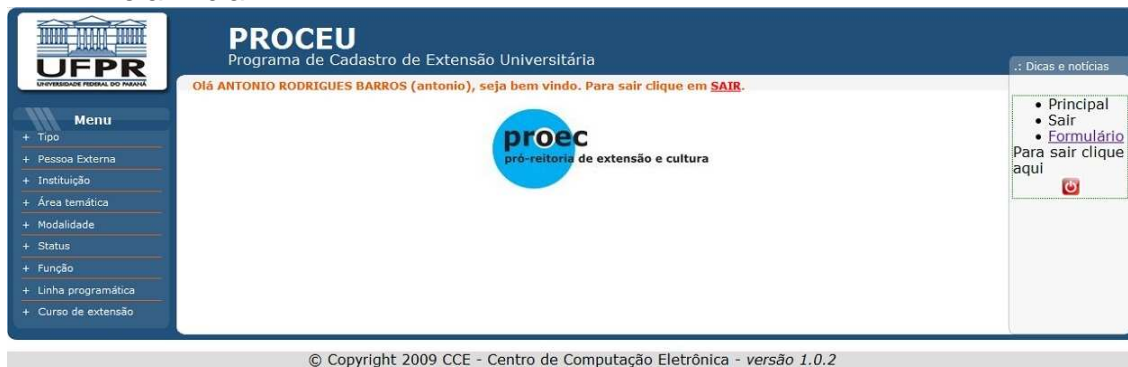 UFPR
UNIVERSIDADE FEDERAL DO PARANÁ
PROCEU
Programa de Cadastro de Extensão Universitária
.: Dicas e notícias
Olá ANTONIO RODRIGUES BARROS (antonio), seja bem vindo. Para sair clique em SAIR.
Menu
+ Tipo
+ Pessoa Externa
+ Instituição
+ Área temática
+ Modalidade
+ Status
+ Função
+ Linha programática
+ Curso de extensão
proec
pró-reitoria de extensão e cultura
• Principal
• Sair
• Formulário
Para sair clique
aqui
© Copyright 2009 CCE - Centro de Computação Eletrônica - versão 1.0.2